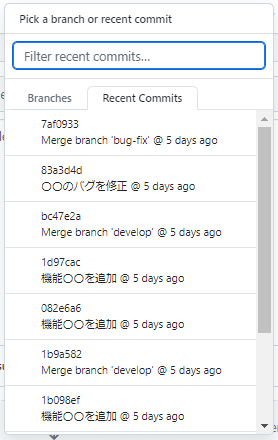 Pick a branch or recent commit
Filter recent commits...
Branches
Recent Commits
7af0933
Merge branch 'bug-fix' @ 5 days ago
83a3d4d
〇〇のバグを修正 @ 5 days ago
bc47e2a
Merge branch 'develop' @ 5 days ago
1d97cac
機能〇〇を追加 @ 5 days ago
082e6a6
機能〇〇を追加 @ 5 days ago
1b9a582
Merge branch 'develop' @ 5 days ago
1b098ef
機能〇〇を追加 @ 5 days ago